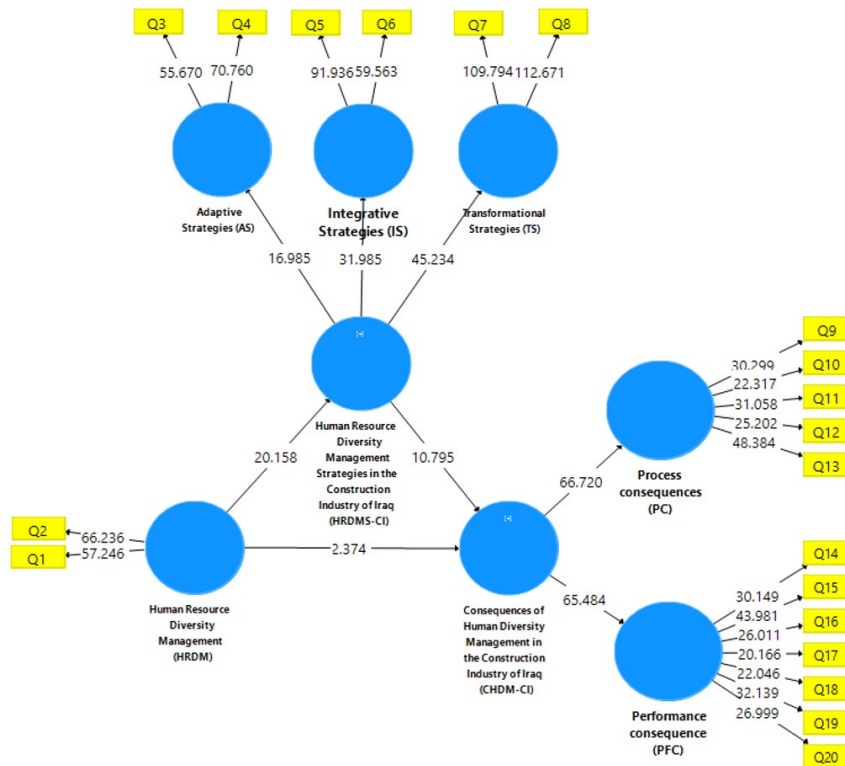 Q3
Q4
Q5
Q6
Q7
Q8
55.670
70.760
91.936
59.563
109.794
112.671
Adaptive
Strategies (AS)
Integrative
Strategies (IS)
Transformational
Strategies (TS)
16.985
31.985
45.234
[+]
Human Resource
Diversity
Management
Strategies in the
Construction
Industry of Iraq
(HRDMS-CI)
20.158
10.795
Q9
Q10
Q11
Q12
Q13
30.299
22.317
31.058
25.202
48.384
Process
consequences
(PC)
66.720
Q2
Q1
66.236
57.246
2.374
[+]
Human Resource
Diversity
Management
(HRDM)
Consequences of
Human Diversity
Management in
the Construction
Industry of Iraq
(CHDM-CI)
65.484
Q14
Q15
Q16
Q17
Q18
Q19
Q20
30.149
43.981
26.011
20.166
22.046
32.139
26.999
Performance
consequence
(PFC)